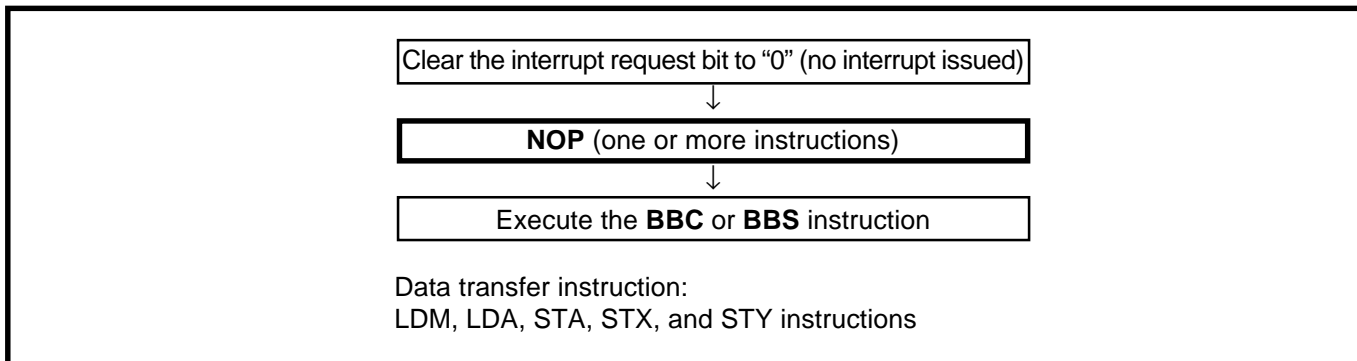 Clear the interrupt request bit to “0” (no interrupt issued)
↓
NOP (one or more instructions)
↓
Execute the BBC or BBS instruction
Data transfer instruction:
LDM, LDA, STA, STX, and STY instructions